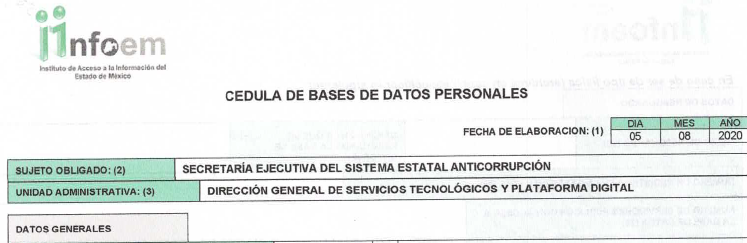 infoem
Instituto de Acceso a la Información del
Estado de México
CEDULA DE BASES DE DATOS PERSONALES
FECHA DE ELABORACION: (1)
DIA MES AÑO
05 08 2020
SUJETO OBLIGADO: (2) SECRETARÍA EJECUTIVA DEL SISTEMA ESTATAL ANTICORRUPCIÓN
UNIDAD ADMINISTRATIVA: (3) DIRECCIÓN GENERAL DE SERVICIOS TECNOLÓGICOS Y PLATAFORMA DIGITAL
DATOS GENERALES